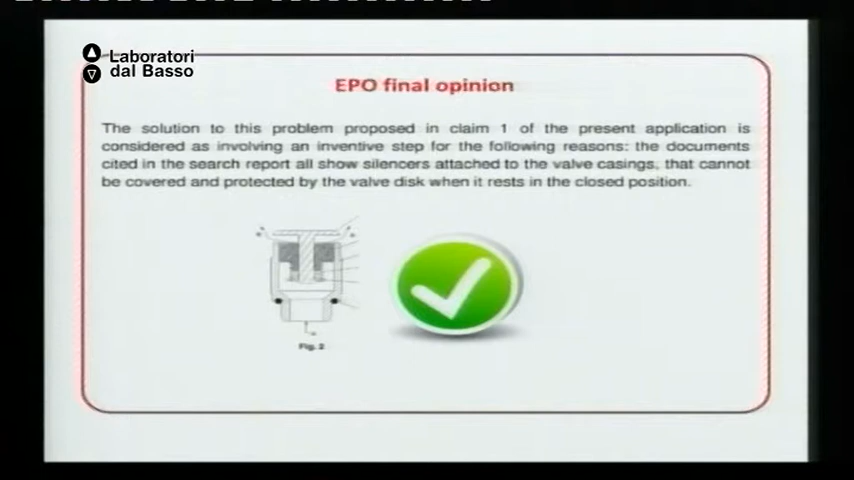 Laboratori
dal Basso
EPO final opinion
The solution to this problem proposed in claim 1 of the present application is
considered as involving an inventive step for the following reasons: the documents
cited in the search report all show silencers attached to the valve casings, that cannot
be covered and protected by the valve disk when it rests in the closed position.
Fig. 2